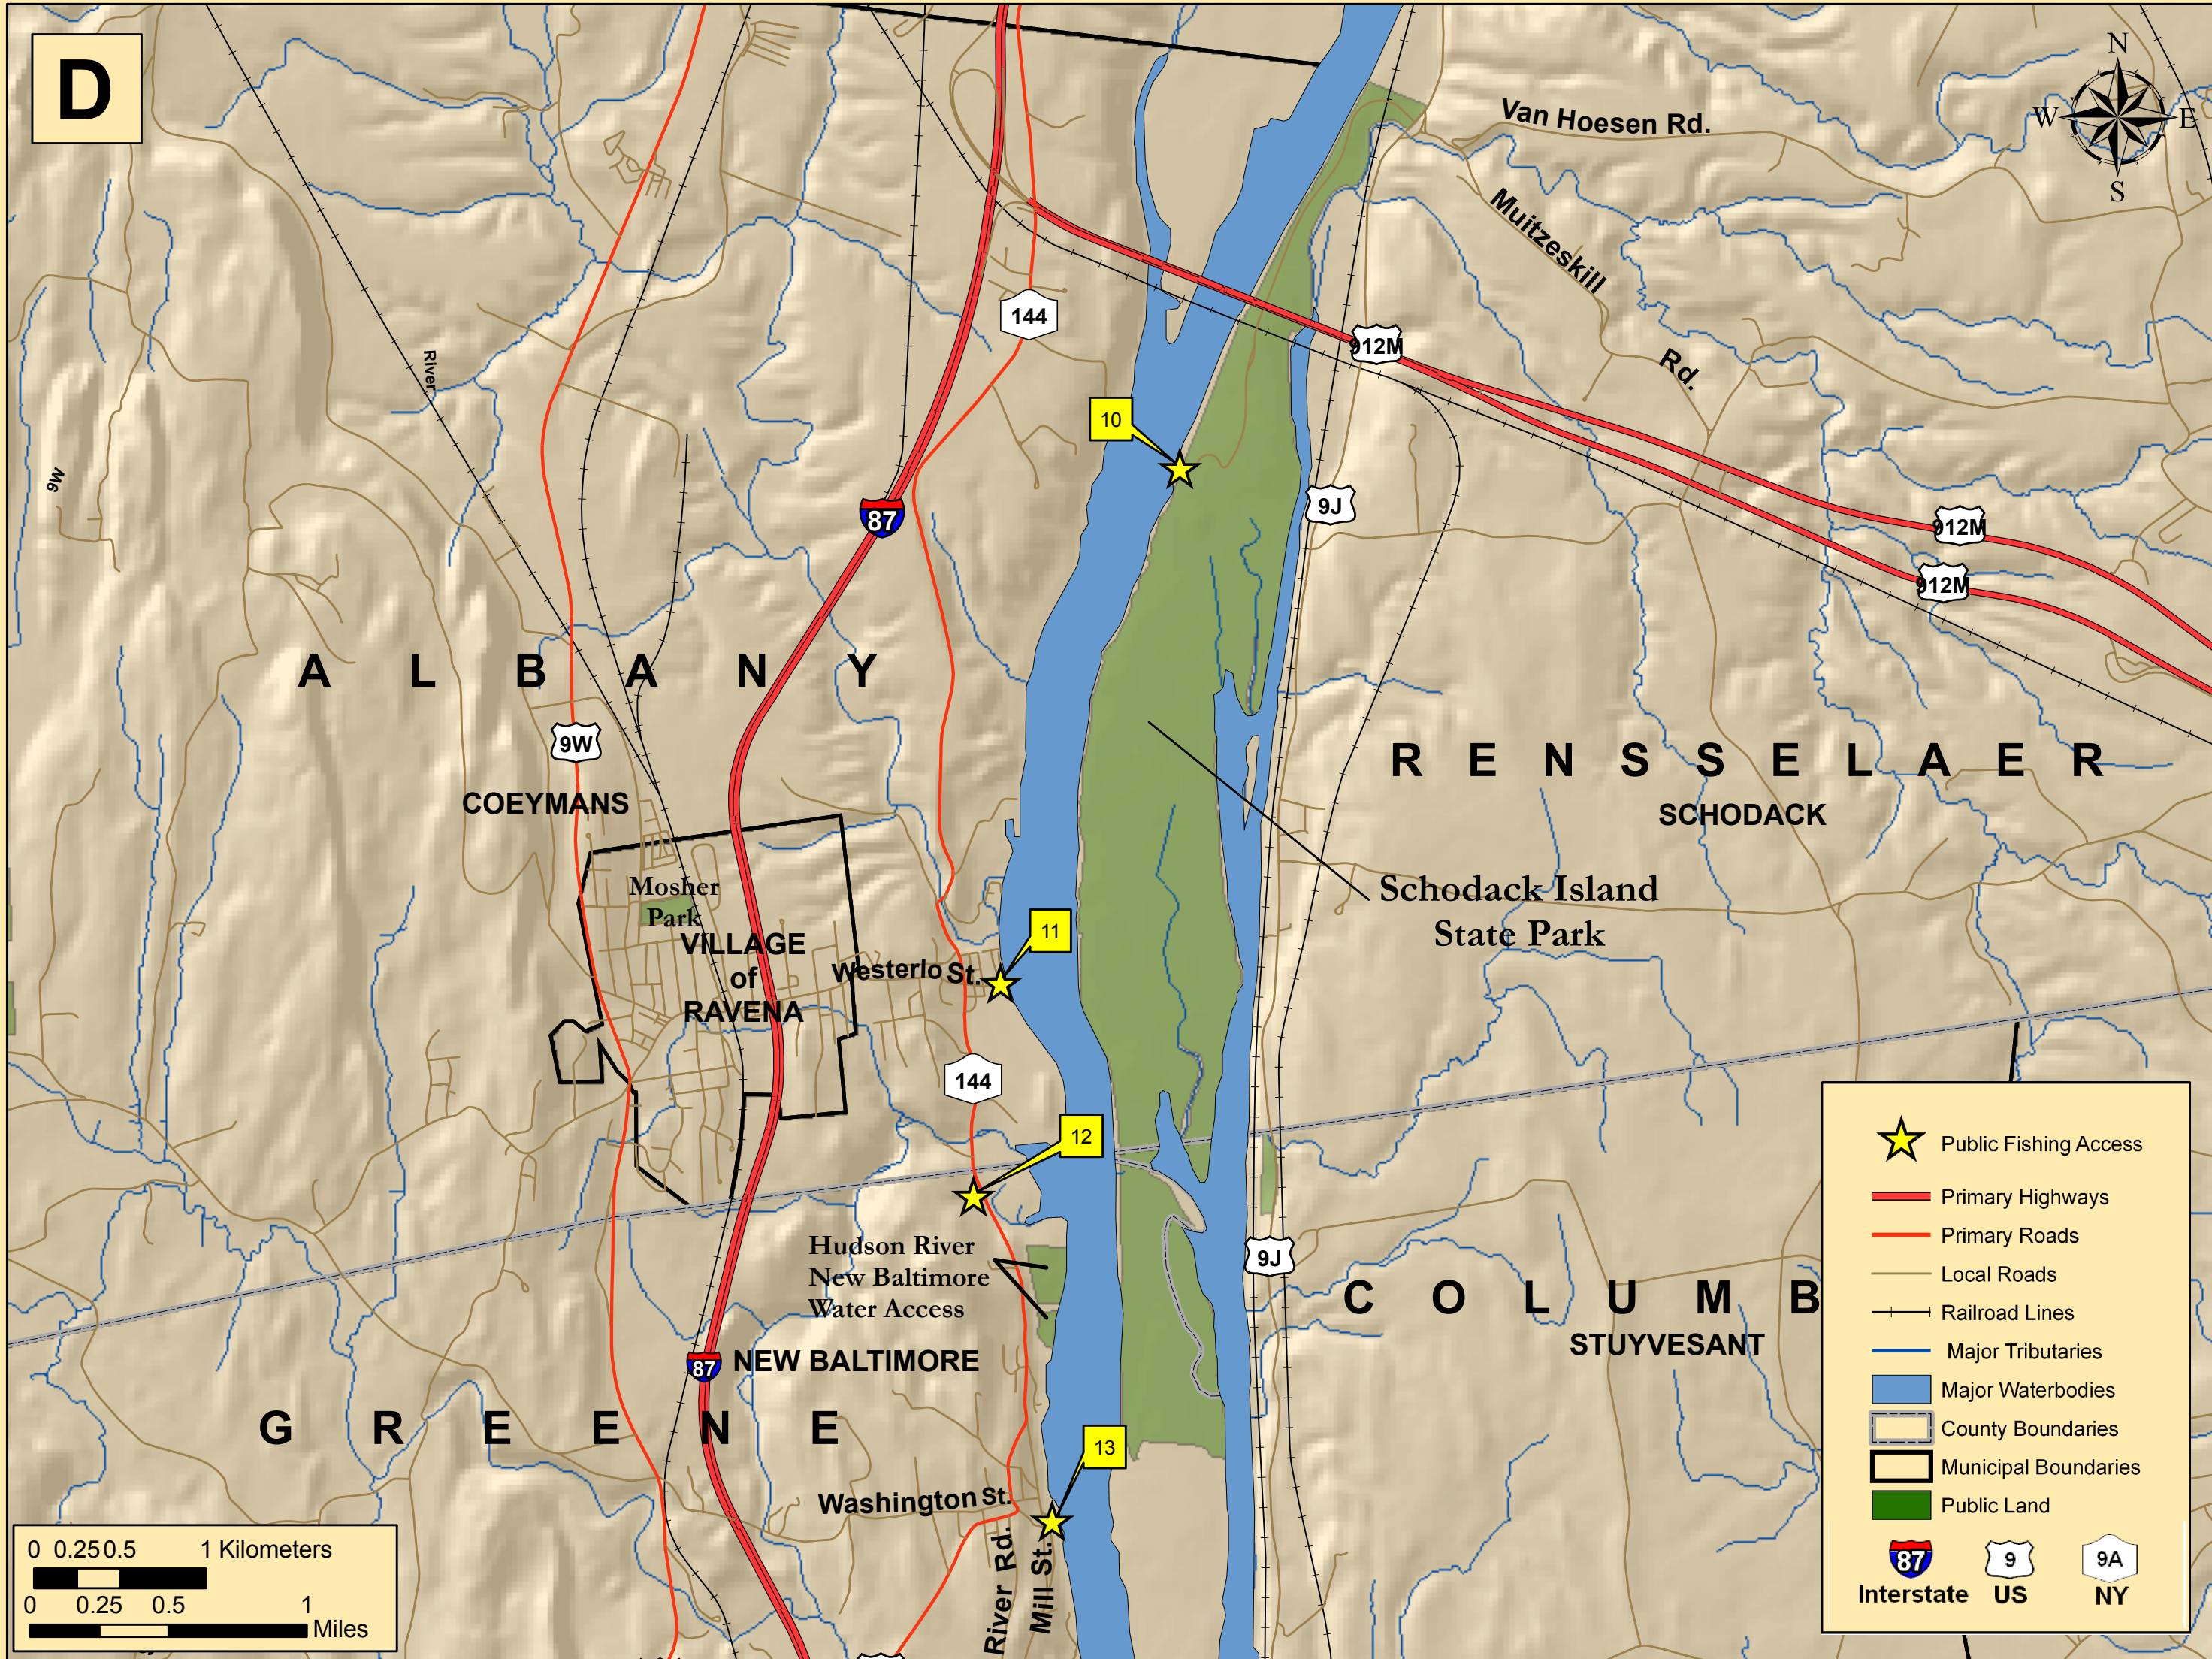 D
N
W E
S
Van Hoesen Rd.
Muitzeskill
Rd.
River
144
912M
10
9W
87
9J
912M
912M
A L B A N Y
9W
R E N S S E L A E R
COEYMANS
SCHODACK
Mosher
Park
Schodack Island
State Park
VILLAGE
of
RAVENA
11
Westerlo St.
144
12
Hudson River
New Baltimore
Water Access
9J
C O L U M B
STUYVESANT
87
NEW BALTIMORE
G R E E N E
13
Washington St.
River Rd.
Mill St.
Public Fishing Access
Primary Highways
Primary Roads
Local Roads
Railroad Lines
Major Tributaries
Major Waterbodies
County Boundaries
Municipal Boundaries
Public Land
87 9 9A
Interstate US NY
0 0.25 0.5 1 Kilometers
0 0.25 0.5 1
Miles